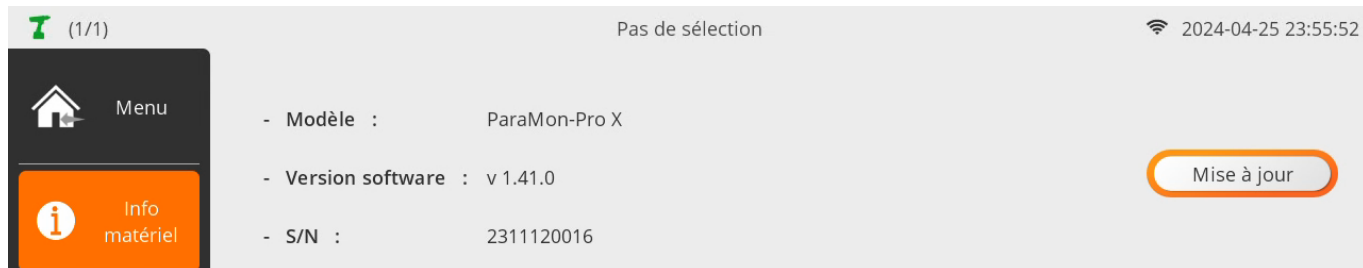 (1/1) Pas de sélection 2024-04-25 23:55:52
Menu
- Modèle : ParaMon-Pro X
- Version software : v 1.41.0
Mise à jour
Info
matériel
- S/N : 2311120016